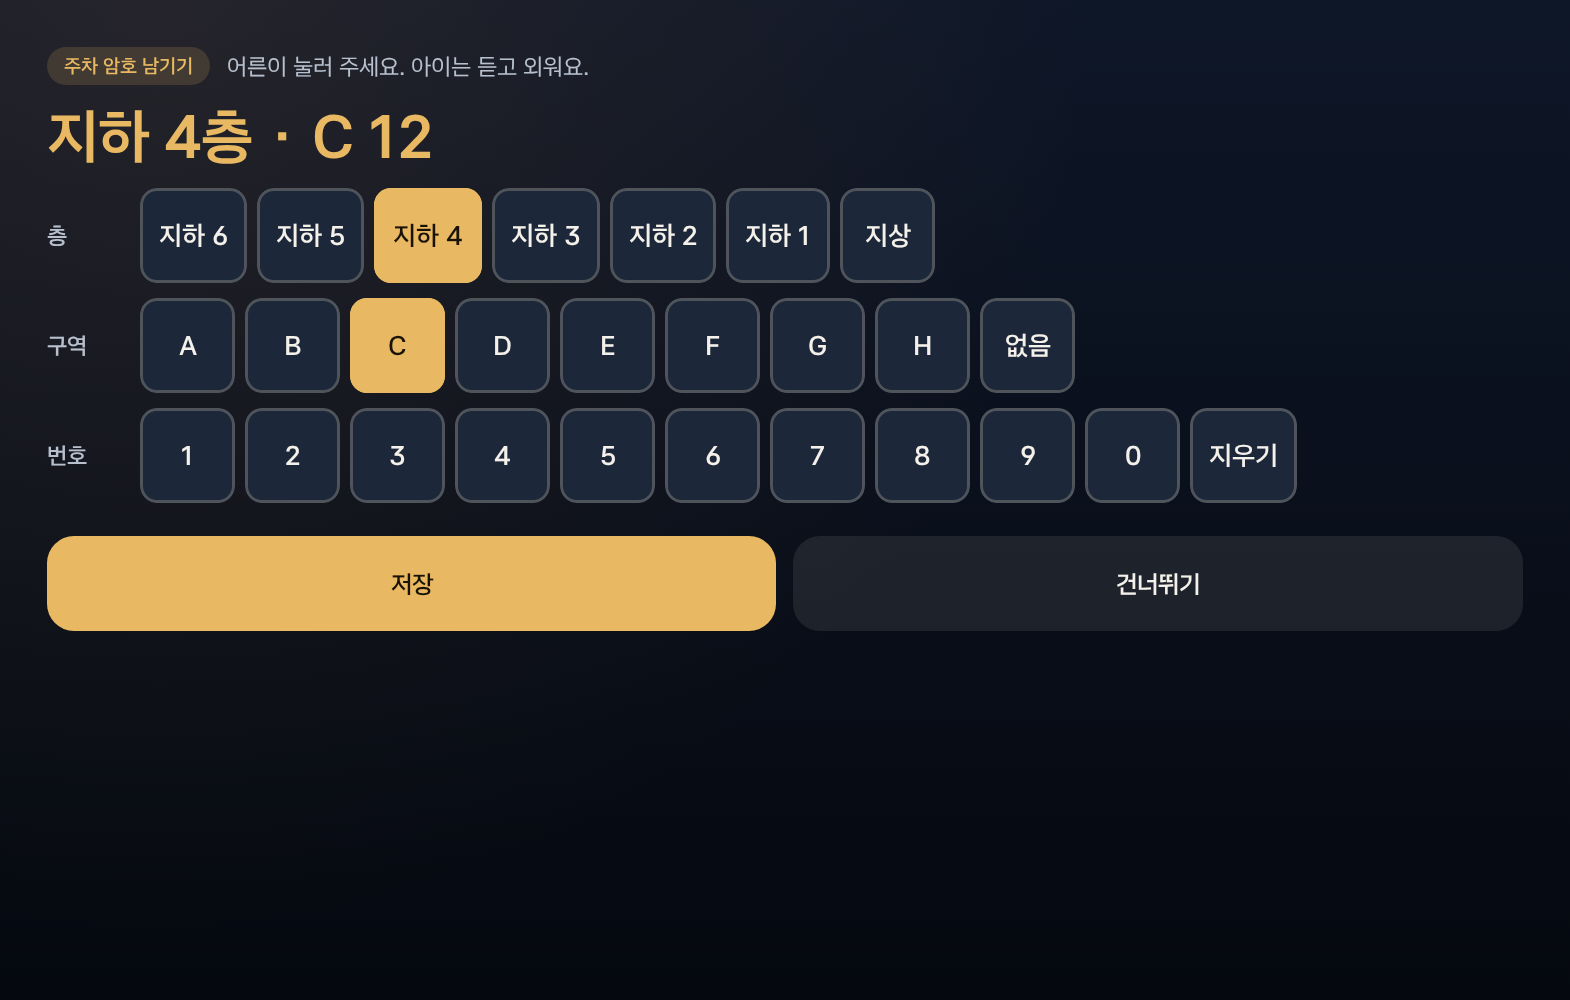 주차 암호 남기기 어른이 눌러 주세요. 아이는 듣고 외워요.
지하 4층 · C 12
층 지하 6 지하 5 지하 4 지하 3 지하 2 지하 1 지상
구역 A B C D E F G H 없음
번호 1 2 3 4 5 6 7 8 9 0 지우기
저장 건너뛰기